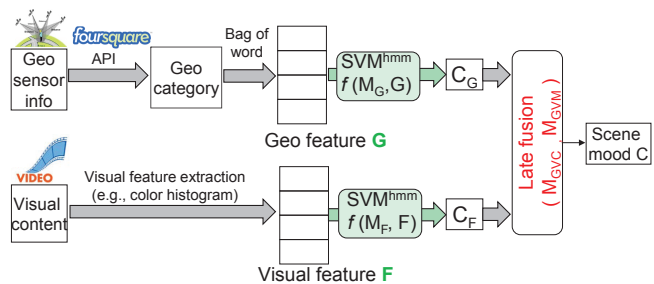 foursquare
Geo
sensor
info
API
Geo
category
Bag of
word
SVMhmm
f (MG,G)
CG
Geo feature G
VIDEO
Visual
content
Visual feature extraction
(e.g., color histogram)
SVMhmm
f (MF, F)
CF
Visual feature F
Late fusion
( MGVC MGVM )
Scene
mood C